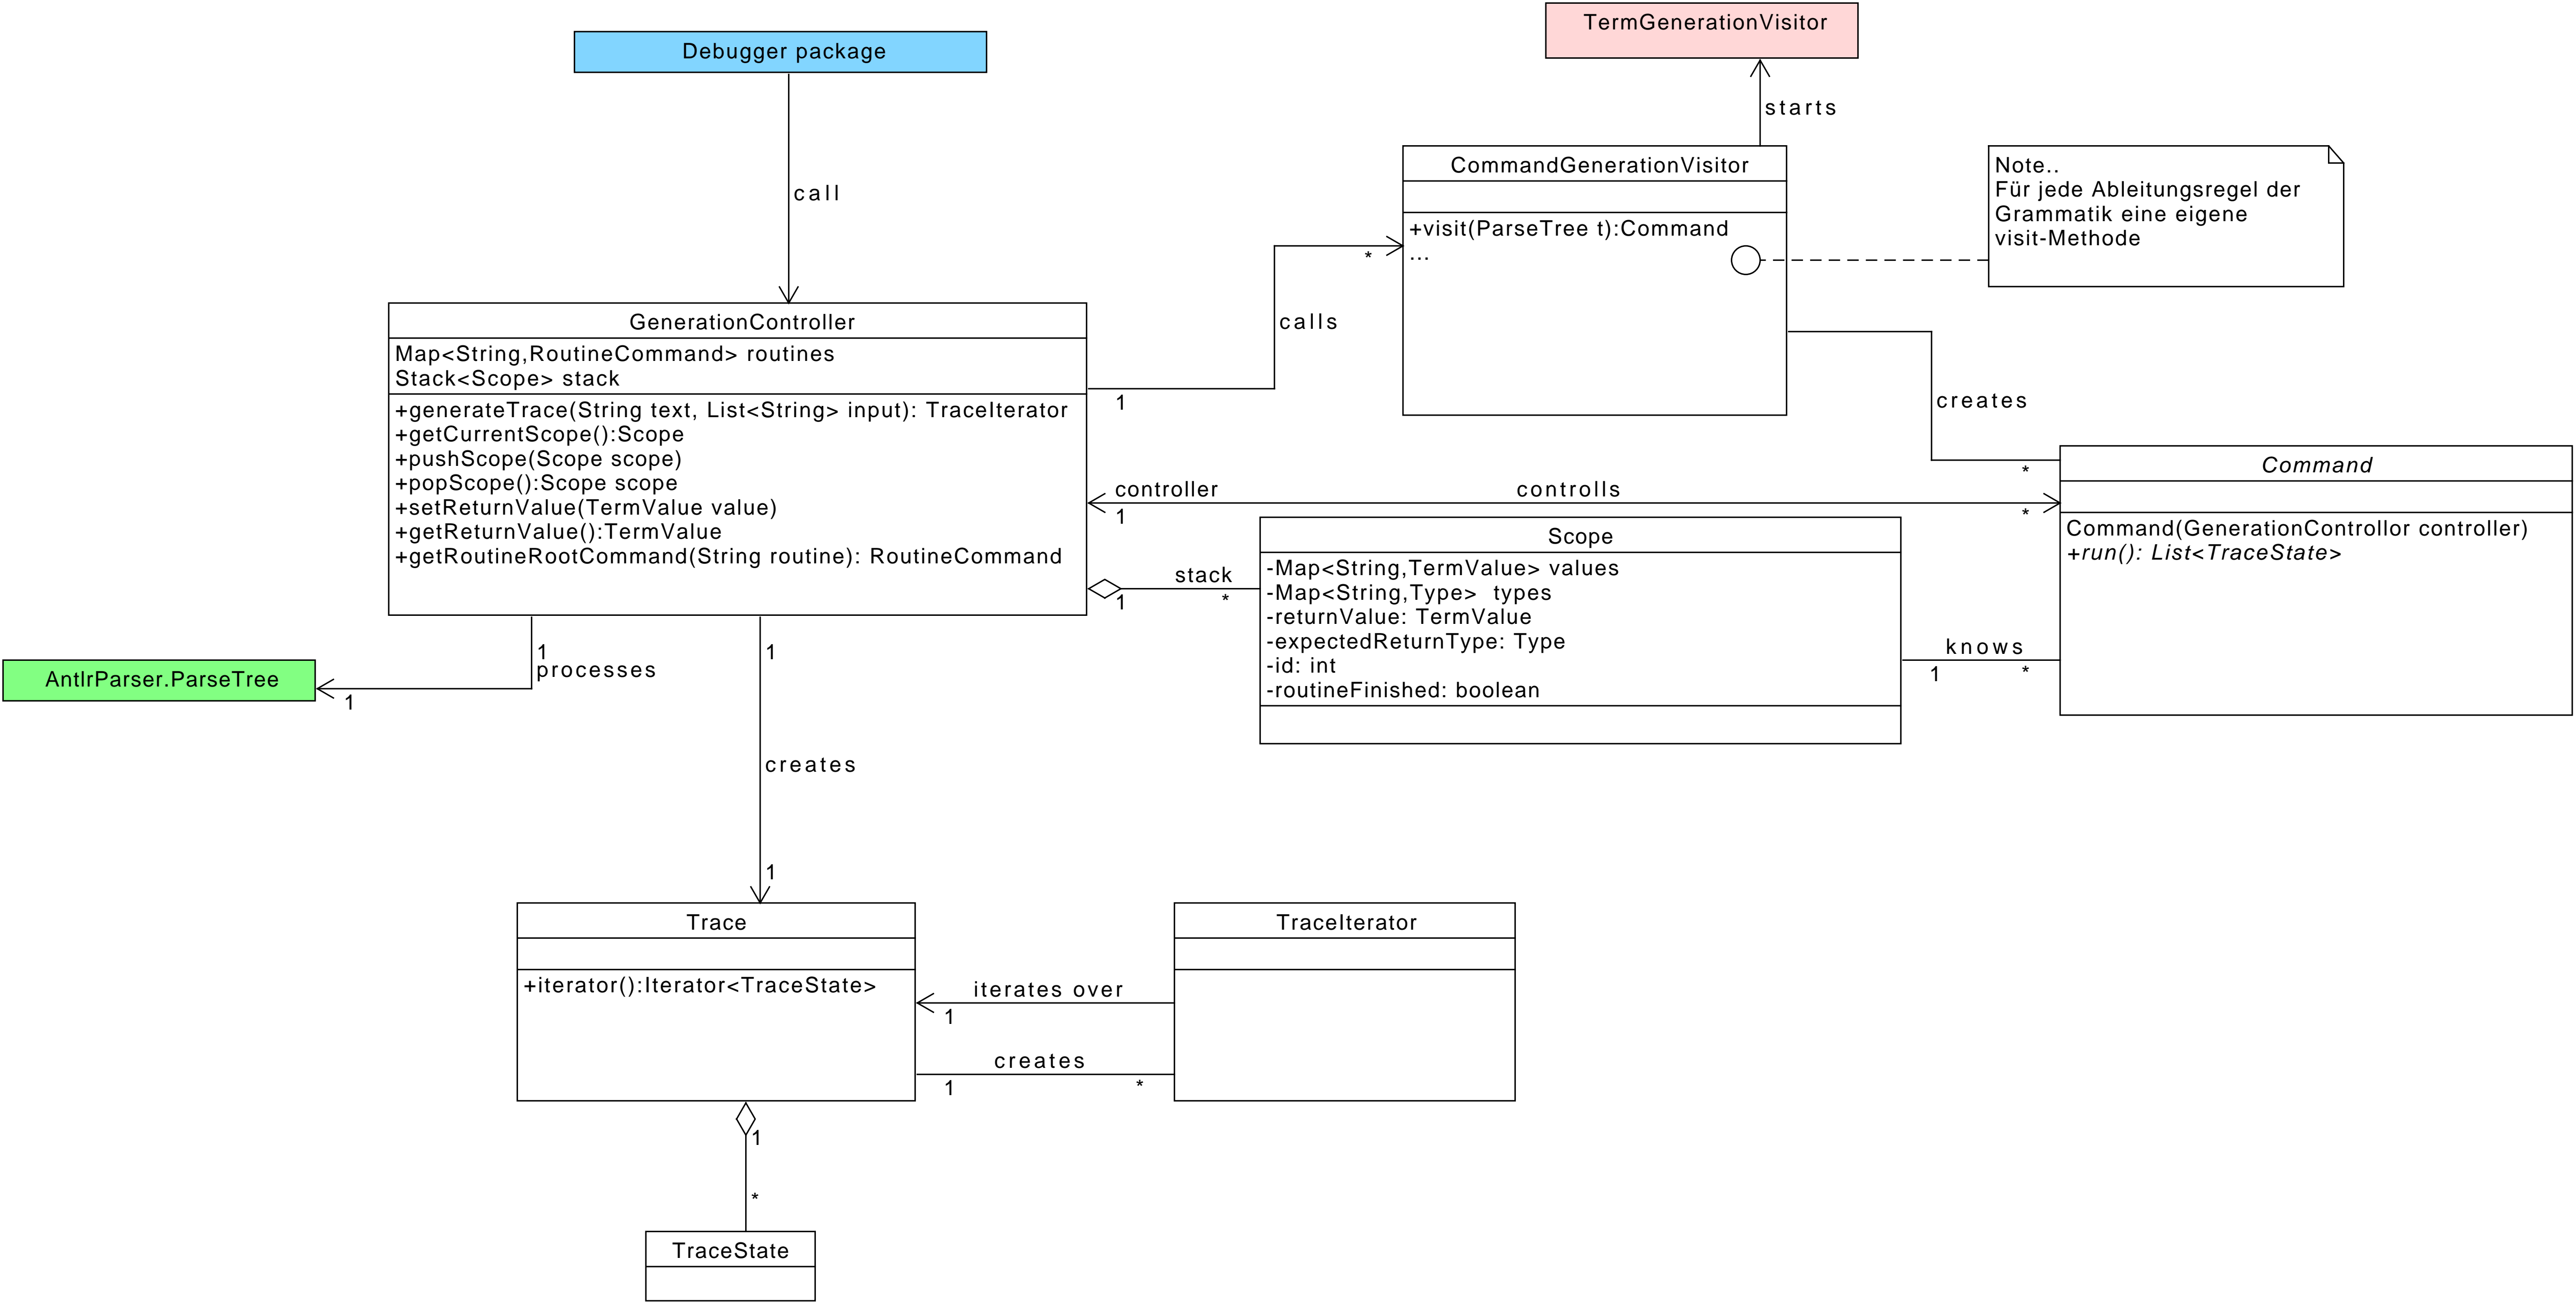 TermGenerationVisitor
Debugger package
starts
call
CommandGenerationVisitor
+visit(ParseTree t):Command
...
*
Note..
Für jede Ableitungsregel der
Grammatik eine eigene
visit-Methode
calls
1
creates
*
GenerationController
Map<String,RoutineCommand> routines
Stack<Scope> stack
+generateTrace(String text, List<String> input): TraceIterator
+getCurrentScope():Scope
+pushScope(Scope scope)
+popScope():Scope scope
+setReturnValue(TermValue value)
+getReturnValue():TermValue
+getRoutineRootCommand(String routine): RoutineCommand
controller
controlls
1
*
Command
Command(GenerationControllor controller)
+run(): List<TraceState>
stack
1
*
Scope
-Map<String,TermValue> values
-Map<String,Type>  types
-returnValue: TermValue
-expectedReturnType: Type
-id: int
-routineFinished: boolean
knows
1
*
1
processes
1
AntlrParser.ParseTree
1
creates
1
Trace
+iterator():Iterator<TraceState>
TraceIterator
iterates over
1
creates
1
*
1
*
TraceState